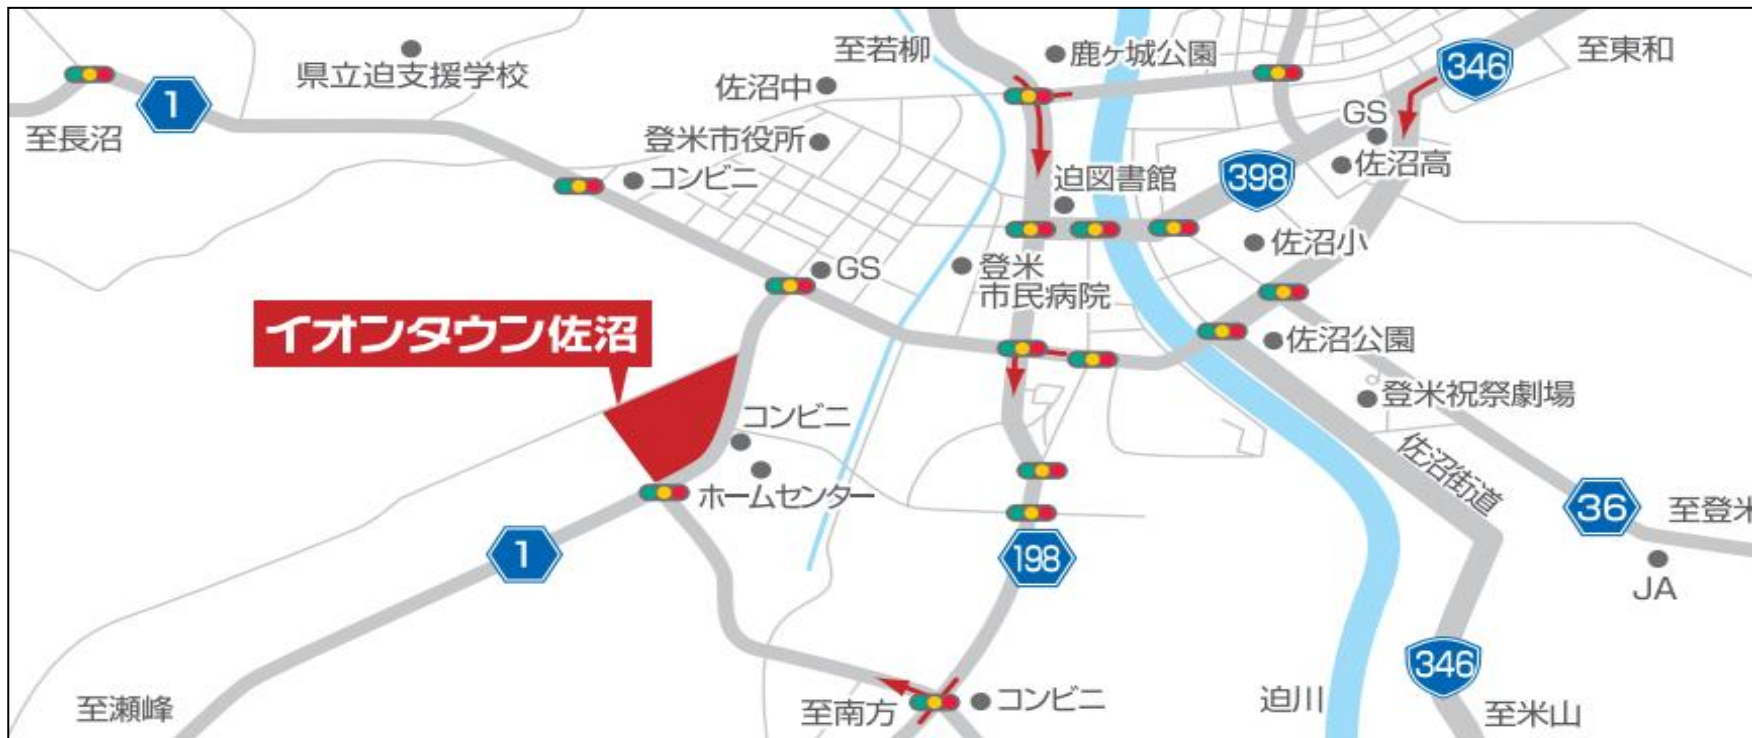 至若柳
鹿ヶ城公園
346
至東和
県立迫支援学校
佐沼中
1
GS
至長沼
登米市役所
佐沼高
コンビニ
迫図書館
398
佐沼小
GS
登米
市民病院
イオンタウン佐沼
佐沼公園
登米祝祭劇場
コンビニ
佐沼街道
ホームセンター
36
至登米
1
198
JA
346
至瀬峰
至南方
コンビニ
迫川
至米山